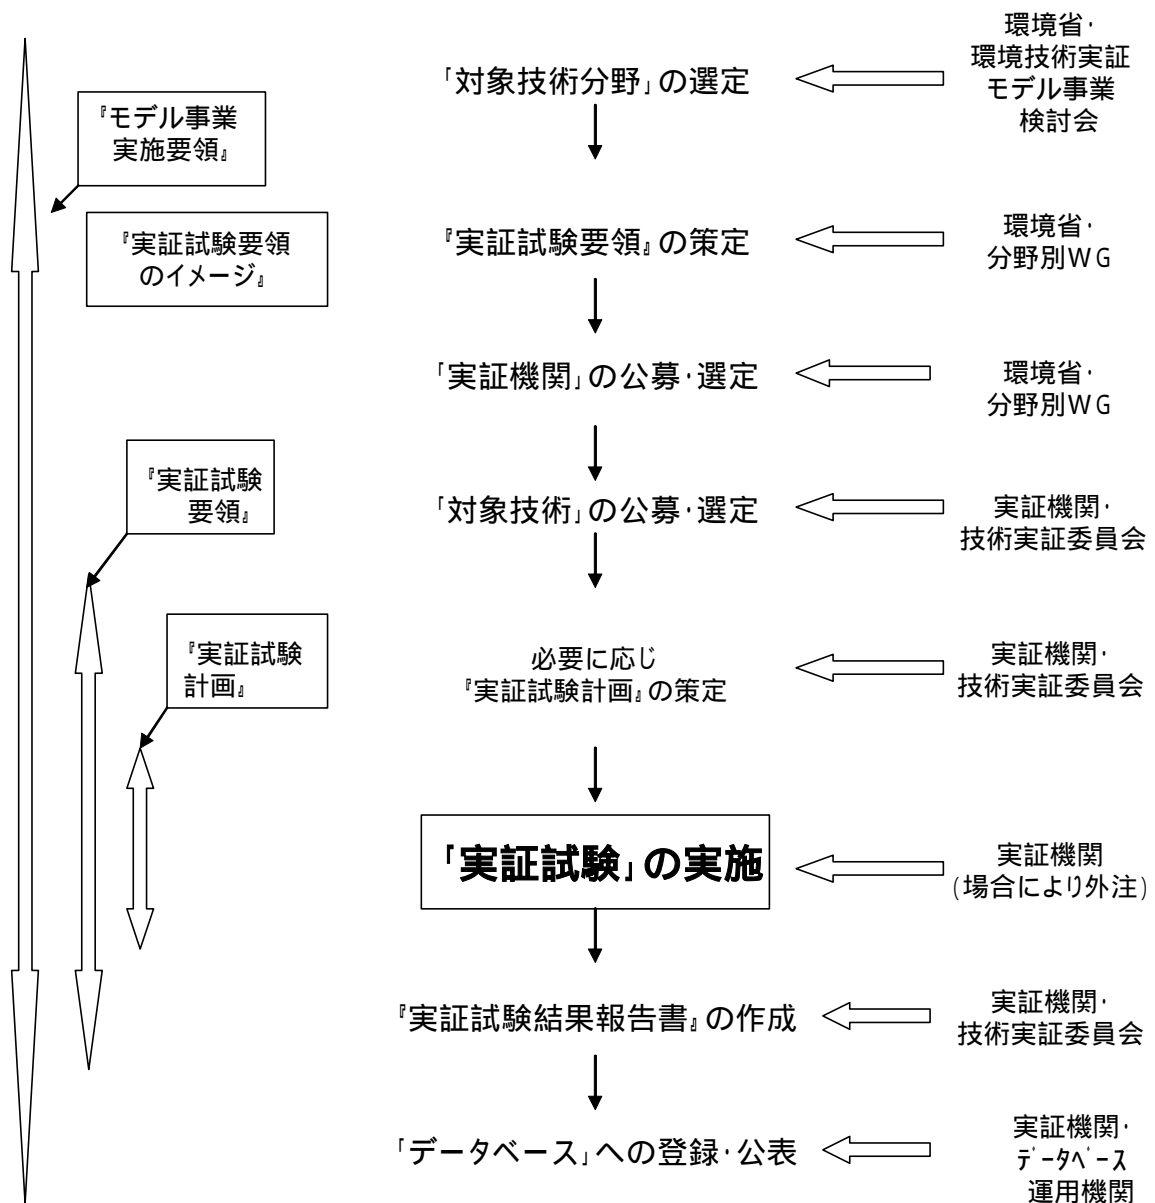 環境省・
環境技術実証
モデル事業
検討会
「対象技術分野」の選定
『モデル事業
実施要領』
『実証試験要領
のイメージ』
『実証試験要領』の策定
環境省・
分野別WG
「実証機関」の公募・選定
環境省・
分野別WG
『実証試験
要領』
「対象技術」の公募・選定
実証機関・
技術実証委員会
『実証試験
計画』
必要に応じ
『実証試験計画』の策定
実証機関・
技術実証委員会
「実証試験」の実施
実証機関
(場合により外注)
『実証試験結果報告書』の作成
実証機関・
技術実証委員会
「データベース」への登録・公表
実証機関・
ﾃﾞｰﾀﾍﾞｰｽ
運用機関